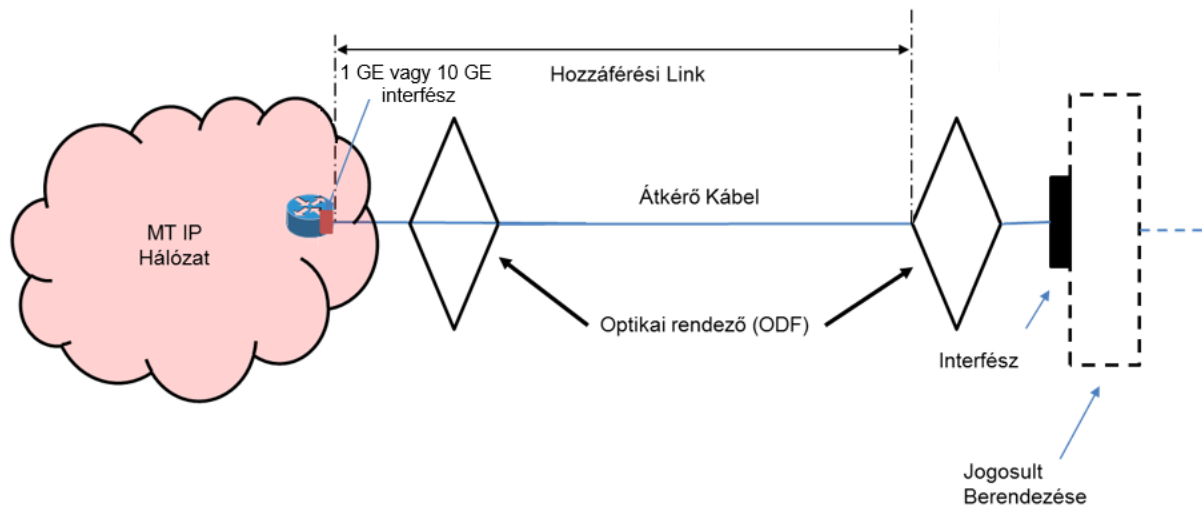 Hozzáférési Link
1 GE vagy 10 GE
interfész
Átkérő Kábel
MT IP
Hálózat
Optikai rendező (ODF)
Interfész
Jogosult
Berendezése